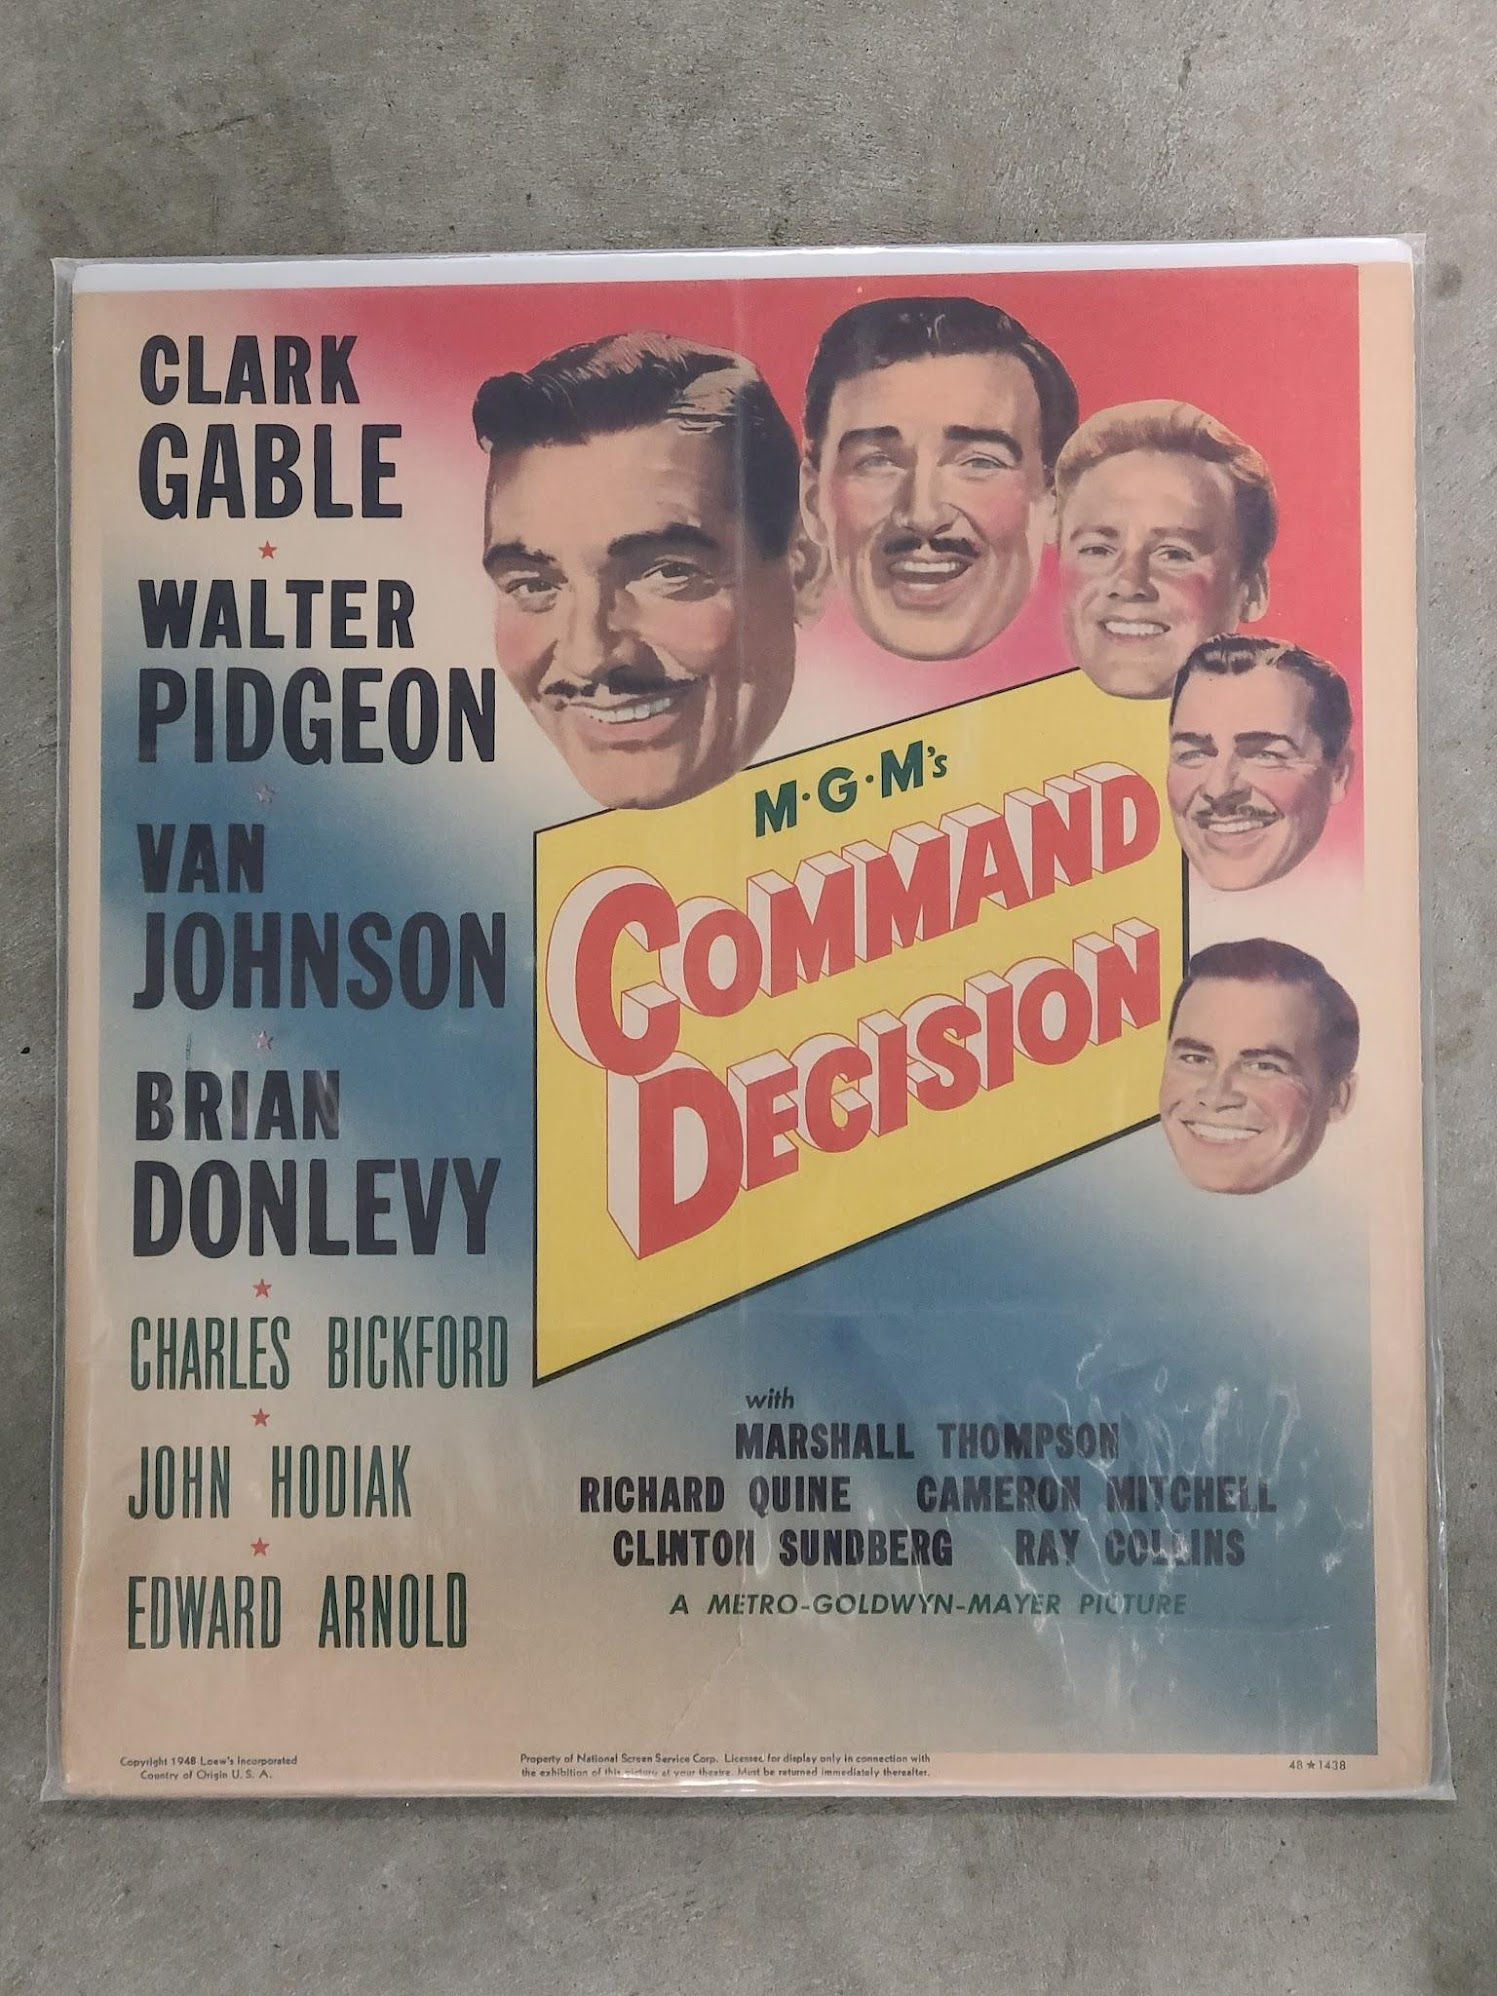 CLARK
GABLE
WALTER
PIDGEON
VAN
JOHNSON
BRIAN
DONLEVY
CHARLES BICKFORD
JOHN HODIAK
EDWARD ARNOLD
M·G·M's
COMMAND
DECISION
with
MARSHALL THOMPSON
RICHARD QUINE CAMERON MITCHELL
CLINTON SUNDBERG RAY COLLINS
A METRO-GOLDWYN-MAYER PICTURE
Copyright 1948 Loew's Incorporated
Country of Origin U. S. A.
Property of National Screen Service Corp. Licensed for display only in connection with
the exhibition of this picture at your theatre. Must be returned immediately thereafter.
48★1438